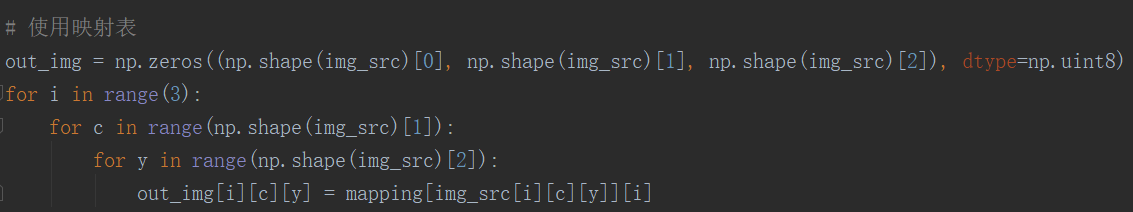 # 使用映射表
out_img = np.zeros((np.shape(img_src)[0], np.shape(img_src)[1], np.shape(img_src)[2]), dtype=np.uint8)
for i in range(3):
    for c in range(np.shape(img_src)[1]):
        for y in range(np.shape(img_src)[2]):
            out_img[i][c][y] = mapping[img_src[i][c][y]][i]